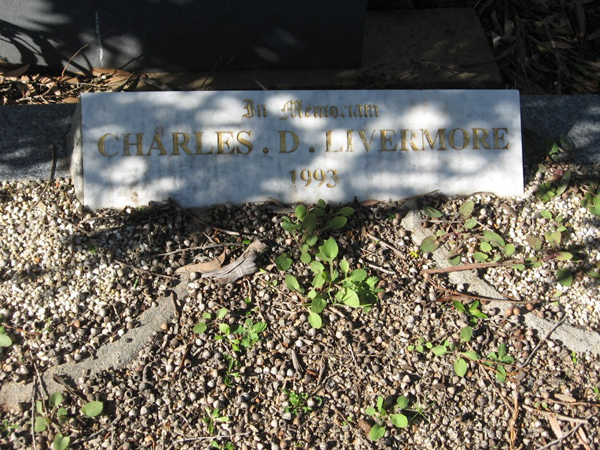 In Memoriam
CHARLES . D . LIVERMORE
1993